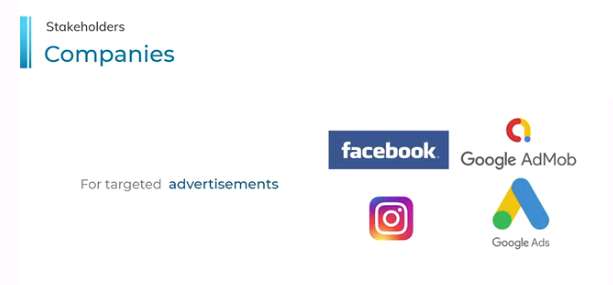 Stakeholders
Companies
For targeted advertisements
facebook
Google AdMob
Google Ads